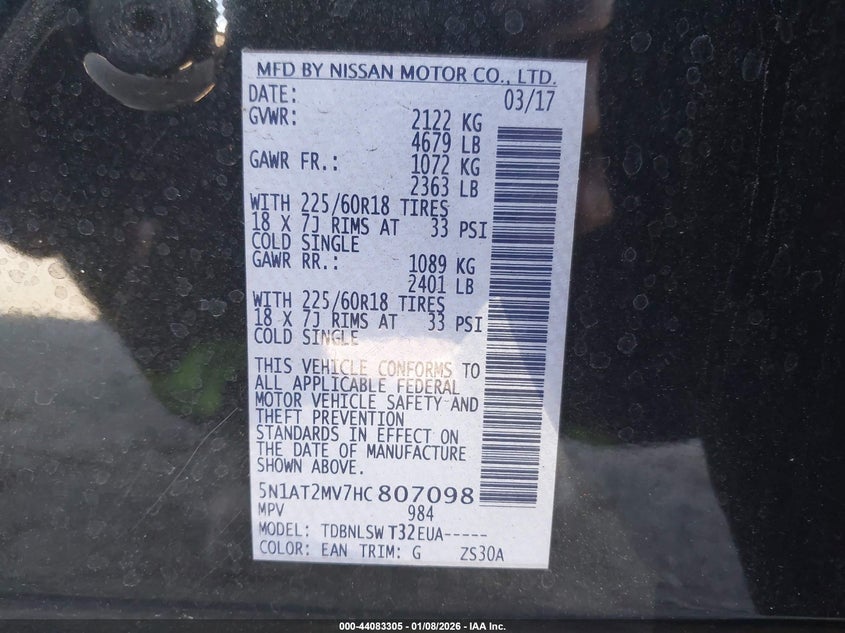 MFD BY NISSAN MOTOR CO., LTD.
DATE: 03/17
GVWR: 2122 KG
4679 LB
GAWR FR.: 1072 KG
2363 LB
WITH 225/60R18 TIRES
18 X 7J RIMS AT 33 PSI
COLD SINGLE
GAWR RR.: 1089 KG
2401 LB
WITH 225/60R18 TIRES
18 X 7J RIMS AT 33 PSI
COLD SINGLE
THIS VEHICLE CONFORMS TO
ALL APPLICABLE FEDERAL
MOTOR VEHICLE SAFETY AND
THEFT PREVENTION
STANDARDS IN EFFECT ON
THE DATE OF MANUFACTURE
SHOWN ABOVE.
5N1AT2MV7HC807098
MPV 984
MODEL: TDBNLSW T32EUA-----
COLOR: EAN TRIM: G ZS30A
000-44083305 - 01/08/2026 - IAA Inc.